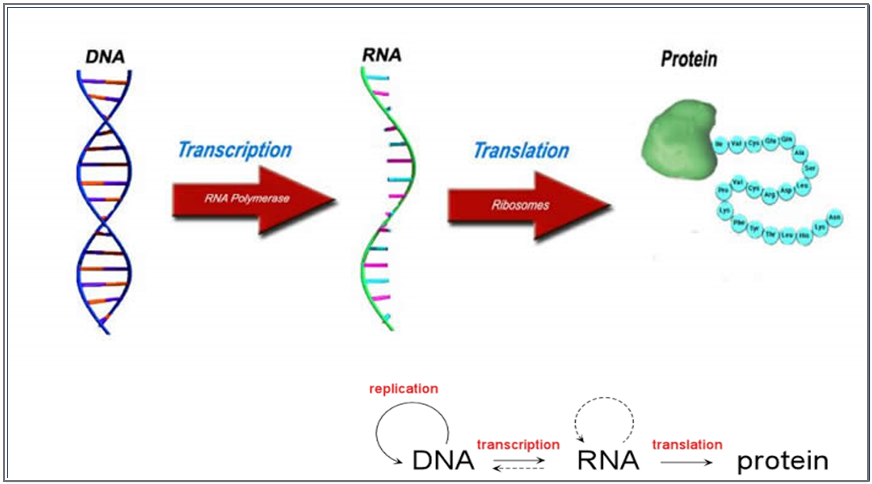 DNA
RNA
Protein
Transcription
RNA Polymerase
Translation
Ribosomes
Ile Val Cys Glu Gln
Ala
Ser
Leu
Asp
Arg
Cys
Val
Pro
Lys
Phe
Tyr
Thr
Leu
His
Lys
Asn
replication
DNA transcription RNA translation protein